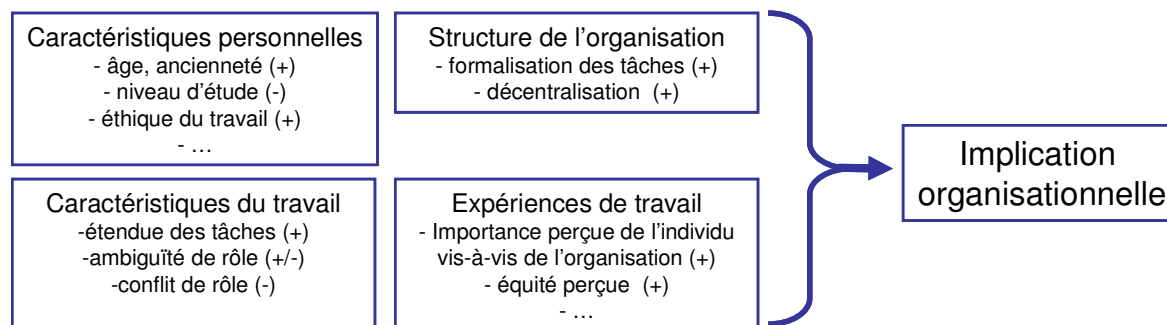 Caractéristiques personnelles
- âge, ancienneté (+)
- niveau d’étude (-)
- éthique du travail (+)
- …
Structure de l’organisation
- formalisation des tâches (+)
- décentralisation (+)
Caractéristiques du travail
-étendue des tâches (+)
-ambiguïté de rôle (+/-)
-conflit de rôle (-)
Expériences de travail
- Importance perçue de l’individu
vis-à-vis de l’organisation (+)
- équité perçue (+)
- …
Implication
organisationnelle